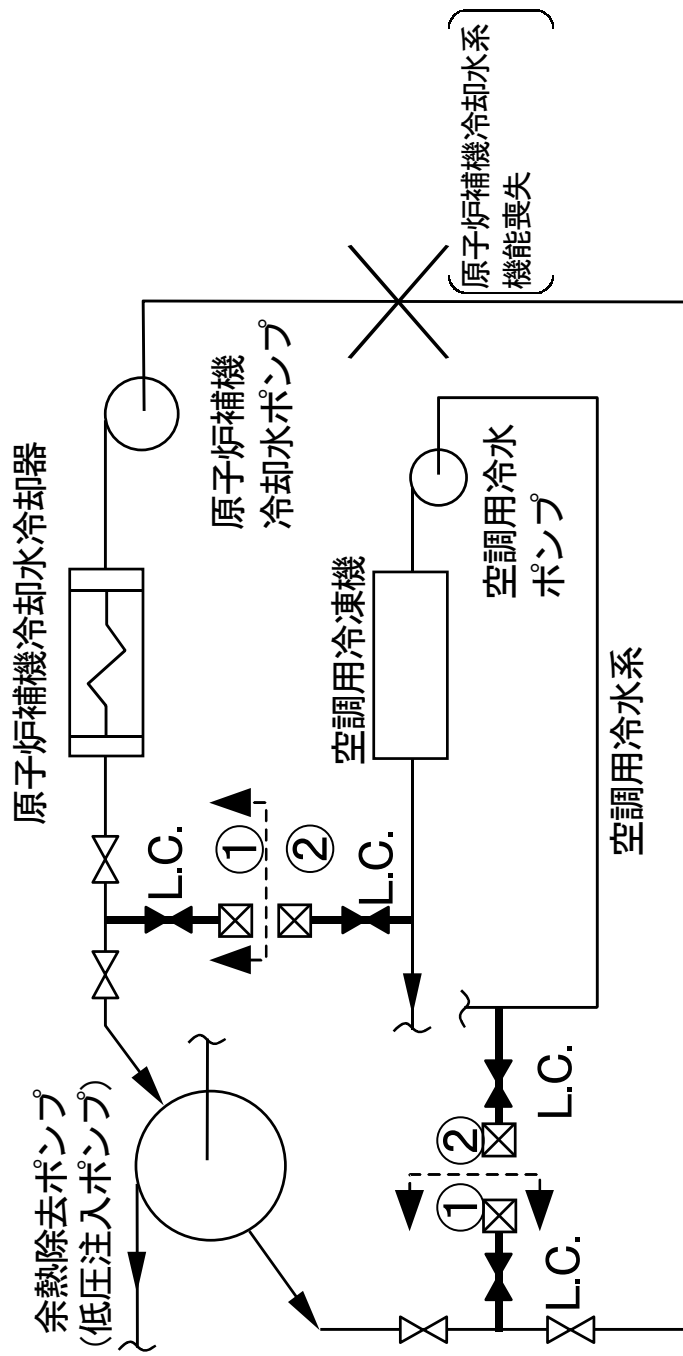 余熱除去ポンプ
(低圧注入ポンプ)
原子炉補機冷却水冷却器
原子炉補機
冷却水ポンプ
原子炉補機冷却水系
機能喪失
L.C.
①
②
L.C.
空調用冷凍機
空調用冷水
ポンプ
①
②
L.C.
L.C.
空調用冷水系